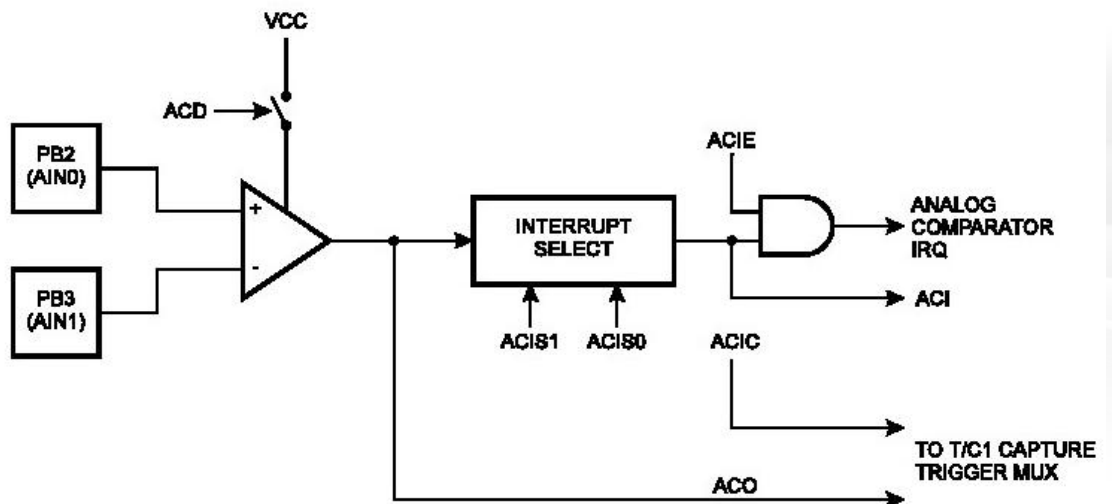 VCC
ACD
PB2
(AIN0)
ACIE
+
INTERRUPT
SELECT
ANALOG
COMPARATOR
IRQ
-
PB3
(AIN1)
ACI
ACIS1
ACIS0
ACIC
TO T/C1 CAPTURE
TRIGGER MUX
ACO